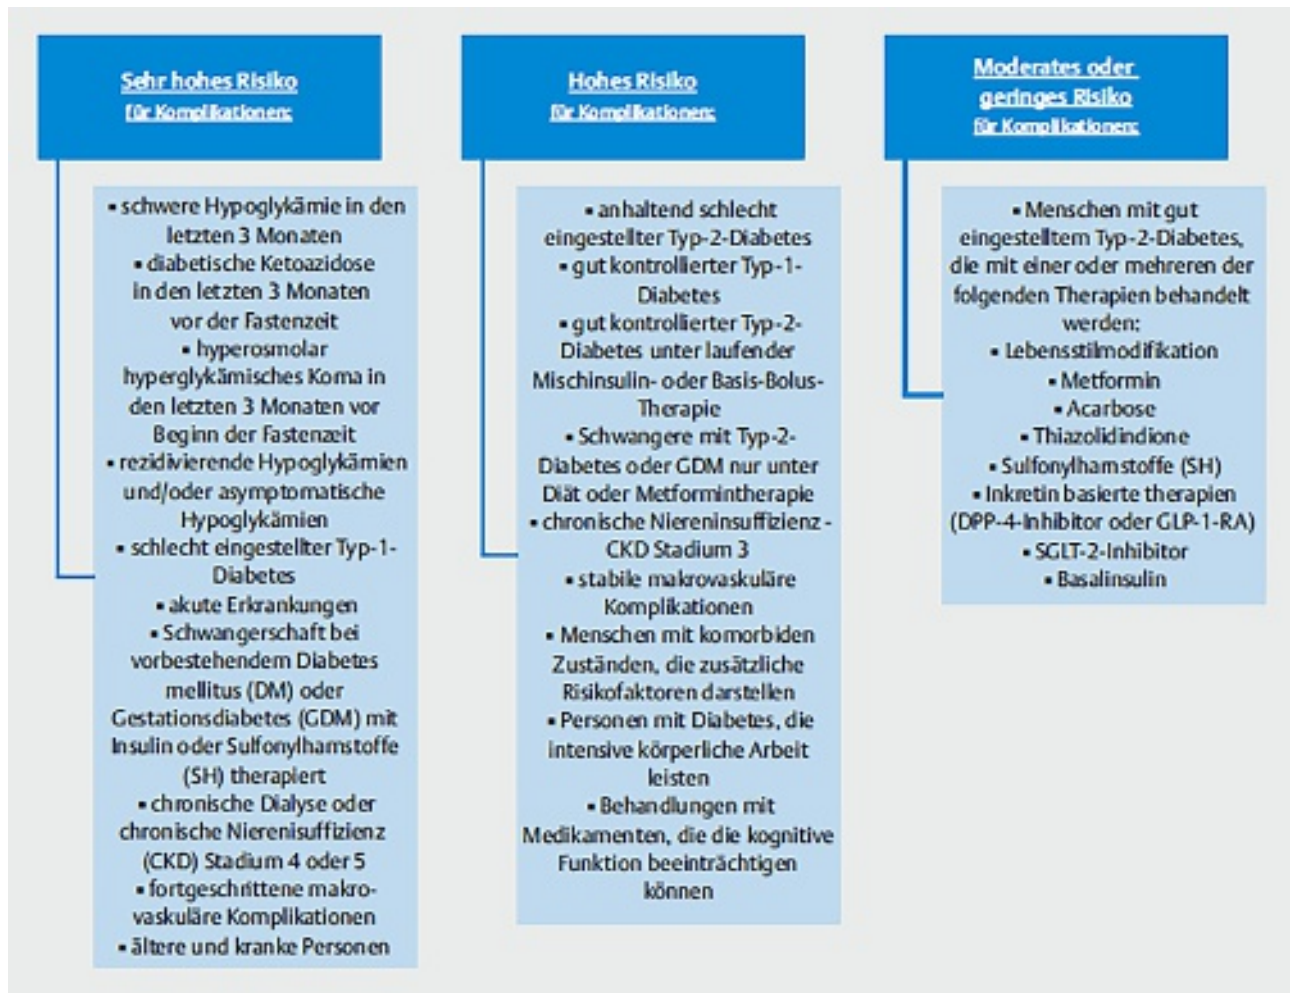 Sehr hohes Risiko
für Komplikationen:
▪ schwere Hypoglykämie in den
letzten 3 Monaten
▪ diabetische Ketoazidose
in den letzten 3 Monaten
vor der Fastenzeit
▪ hyperosmolar
hyperglykämisches Koma in
den letzten 3 Monaten vor
Beginn der Fastenzeit
▪ rezidivierende Hypoglykämien
und/oder asymptomatische
Hypoglykämien
▪ schlecht eingestellter Typ-1-
Diabetes
▪ akute Erkrankungen
▪ Schwangerschaft bei
vorbestehendem Diabetes
mellitus (DM) oder
Gestationsdiabetes (GDM) mit
Insulin oder Sulfonylharnstoffe
(SH) therapiert
▪ chronische Dialyse oder
chronische Nierenisuffizienz
(CKD) Stadium 4 oder 5
▪ fortgeschrittene makro-
vaskuläre Komplikationen
▪ ältere und kranke Personen
Hohes Risiko
für Komplikationen:
▪ anhaltend schlecht
eingestellter Typ-2-Diabetes
▪ gut kontrollierter Typ-1-
Diabetes
▪ gut kontrollierter Typ-2-
Diabetes unter laufender
Mischinsulin- oder Basis-Bolus-
Therapie
▪ Schwangere mit Typ-2-
Diabetes oder GDM nur unter
Diät oder Metformintherapie
▪ chronische Niereninsuffizienz -
CKD Stadium 3
▪ stabile makrovaskuläre
Komplikationen
▪ Menschen mit komorbiden
Zuständen, die zusätzliche
Risikofaktoren darstellen
▪ Personen mit Diabetes, die
intensive körperliche Arbeit
leisten
▪ Behandlungen mit
Medikamenten, die die kognitive
Funktion beeinträchtigen
können
Moderates oder
geringes Risiko
für Komplikationen:
▪ Menschen mit gut
eingestelltem Typ-2-Diabetes,
die mit einer oder mehreren der
folgenden Therapien behandelt
werden:
▪ Lebensstilmodifikation
▪ Metformin
▪ Acarbose
▪ Thiazolidindione
▪ Sulfonylharnstoffe (SH)
▪ Inkretin basierte therapien
(DPP-4-Inhibitor oder GLP-1-RA)
▪ SGLT-2-Inhibitor
▪ Basalinsulin